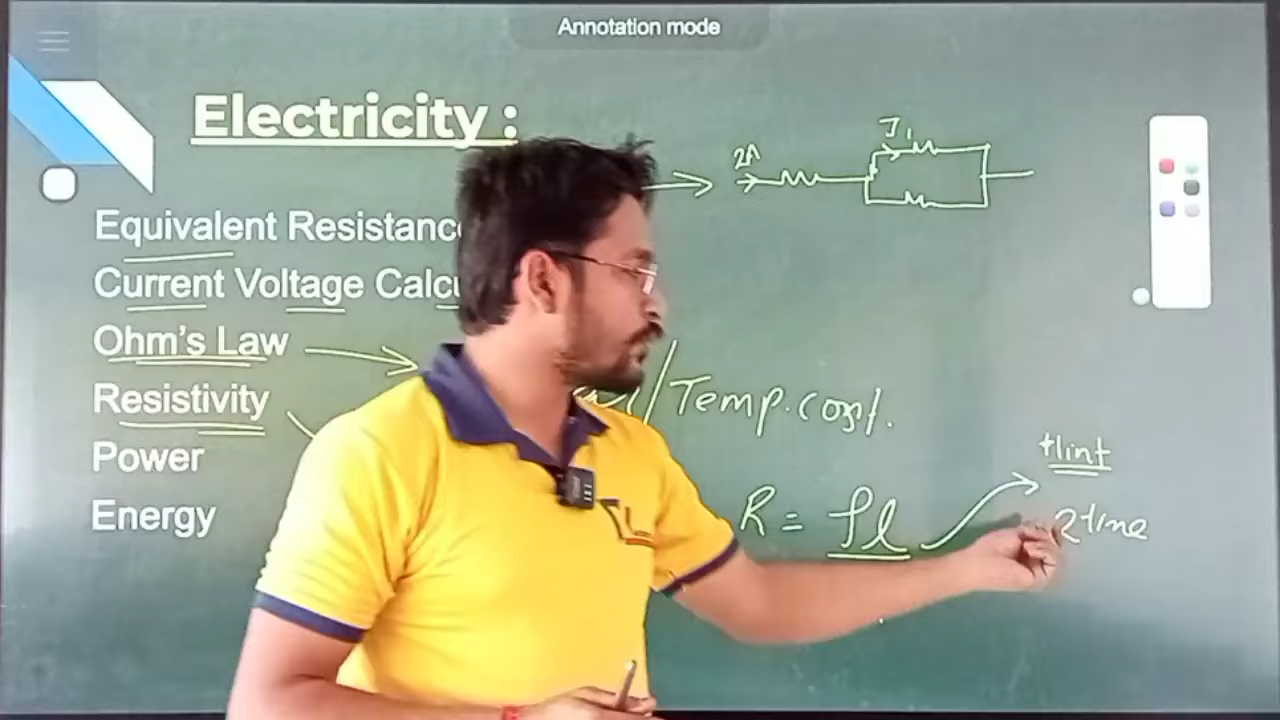 Annotation mode
Electricity :
2A
I1
Equivalent Resistanc
Current Voltage Calcu
Ohm's Law
Resistivity
/Temp. const.
Power
Energy
R = ρl
tlint
2time